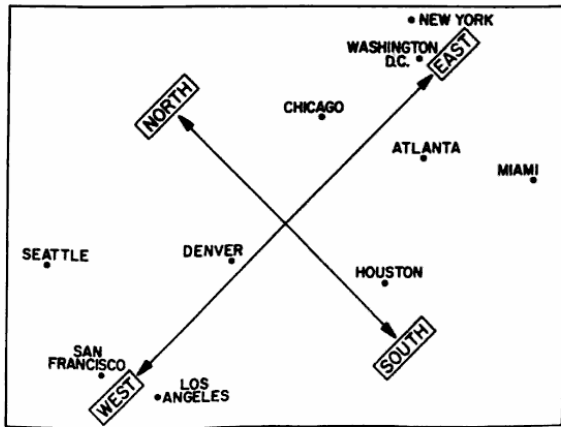 NEW YORK
WASHINGTON
D.C.
EAST
NORTH
CHICAGO
ATLANTA
MIAMI
SEATTLE
DENVER
HOUSTON
SOUTH
SAN
FRANCISCO
WEST
LOS
ANGELES